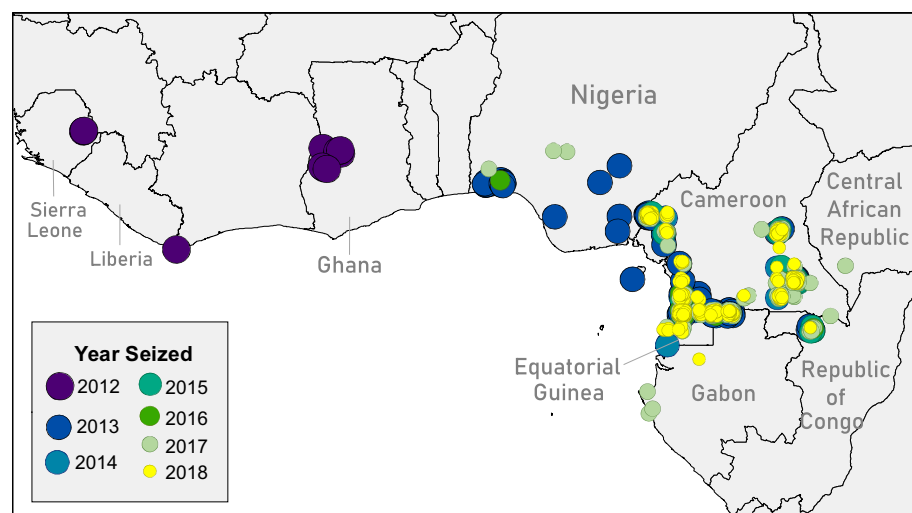 Nigeria
Cameroon
Central
African
Republic
Sierra
Leone
Liberia
Ghana
Equatorial
Guinea
Gabon
Republic
of
Congo
Year Seized
2012
2013
2014
2015
2016
2017
2018